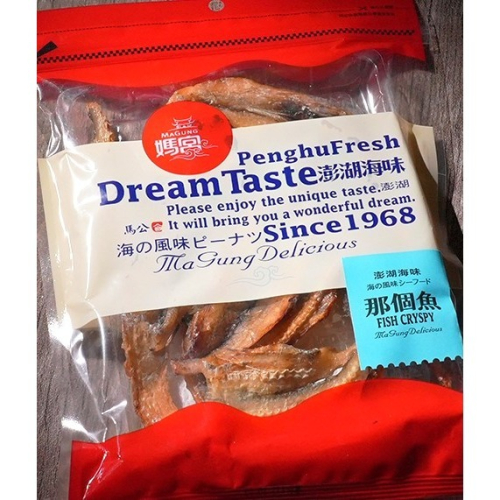 MAGUNG
媽宮
PenghuFresh
DreamTaste澎湖海味
Please enjoy the unique taste.澎湖
馬公 It will bring you a wonderful dream.
海の風味ピーナツSince1968
MaGung Delicious
澎湖海味
海の風味シーフード
那個魚
FISH CRYSPY
MaGung Delicious